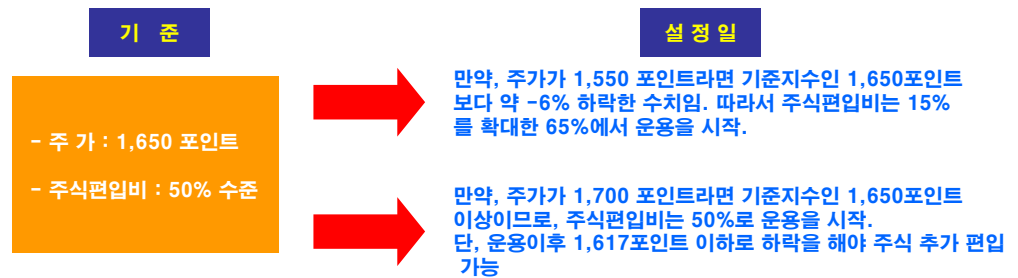 기 준
설 정 일
- 주 가 : 1,650 포인트
- 주식편입비 : 50% 수준
만약, 주가가 1,550 포인트라면 기준지수인 1,650포인트
보다 약 -6% 하락한 수치임. 따라서 주식편입비는 15%
를 확대한 65%에서 운용을 시작.
만약, 주가가 1,700 포인트라면 기준지수인 1,650포인트
이상이므로, 주식편입비는 50%로 운용을 시작.
단, 운용이후 1,617포인트 이하로 하락을 해야 주식 추가 편입
가능